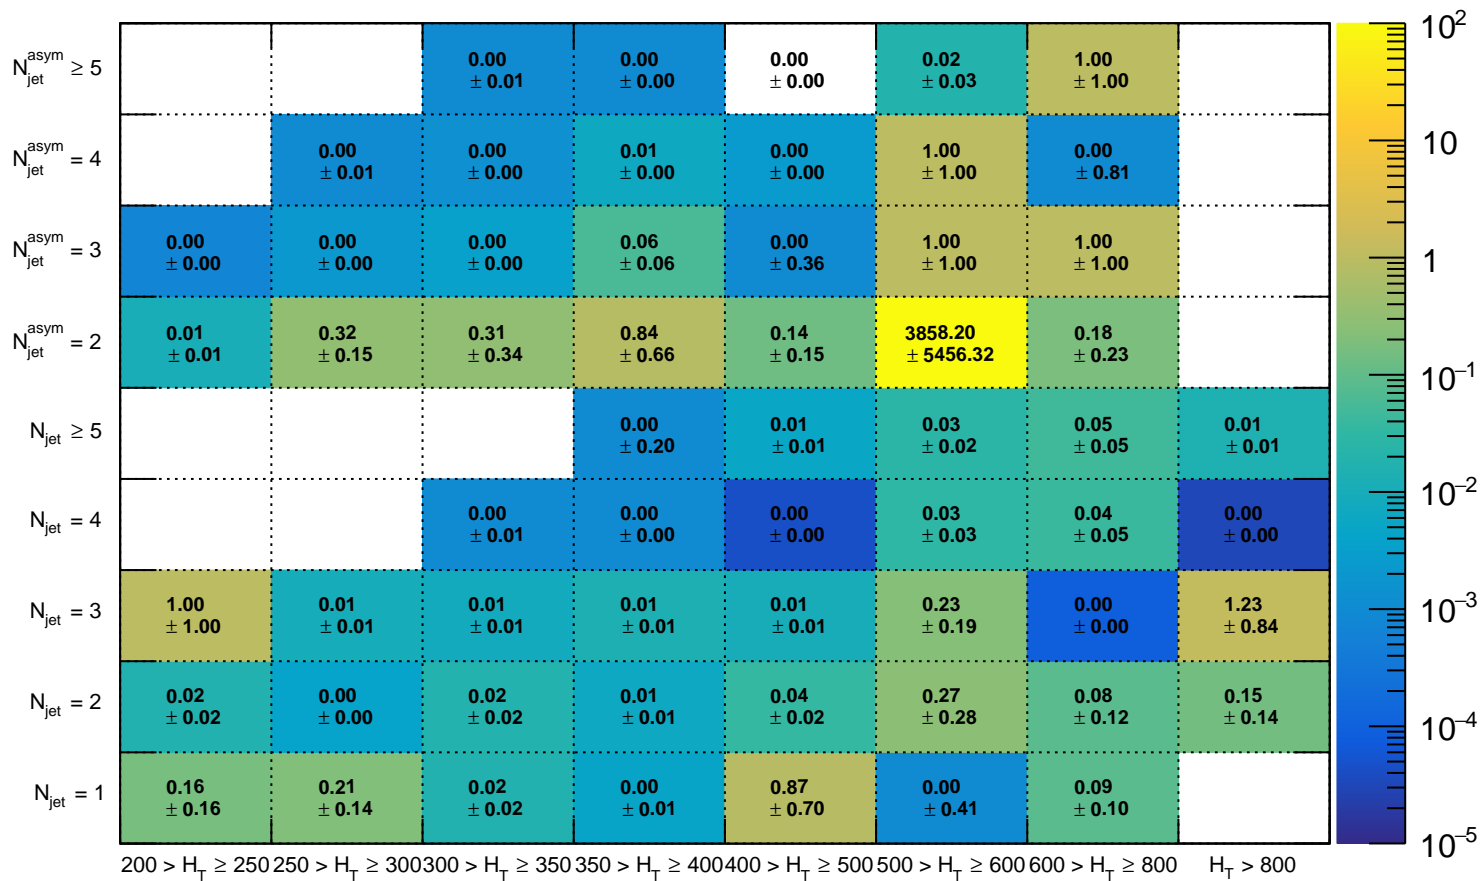 N_jet^asym ≥ 5
0.00 0.00 0.00 0.02 1.00
± 0.01 ± 0.00 ± 0.00 ± 0.03 ± 1.00
N_jet^asym = 4
0.00 0.00 0.01 0.00 1.00 0.00
± 0.01 ± 0.00 ± 0.00 ± 0.00 ± 1.00 ± 0.81
N_jet^asym = 3
0.00 0.00 0.00 0.06 0.00 1.00 1.00
± 0.00 ± 0.00 ± 0.00 ± 0.06 ± 0.36 ± 1.00 ± 1.00
N_jet^asym = 2
0.01 0.32 0.31 0.84 0.14 3858.20 0.18
± 0.01 ± 0.15 ± 0.34 ± 0.66 ± 0.15 ± 5456.32 ± 0.23
N_jet ≥ 5
0.00 0.01 0.03 0.05 0.01
± 0.20 ± 0.01 ± 0.02 ± 0.05 ± 0.01
N_jet = 4
0.00 0.00 0.00 0.03 0.04 0.00
± 0.01 ± 0.00 ± 0.00 ± 0.03 ± 0.05 ± 0.00
N_jet = 3
1.00 0.01 0.01 0.01 0.01 0.23 0.00 1.23
± 1.00 ± 0.01 ± 0.01 ± 0.01 ± 0.01 ± 0.19 ± 0.00 ± 0.84
N_jet = 2
0.02 0.00 0.02 0.01 0.04 0.27 0.08 0.15
± 0.02 ± 0.00 ± 0.02 ± 0.01 ± 0.02 ± 0.28 ± 0.12 ± 0.14
N_jet = 1
0.16 0.21 0.02 0.00 0.87 0.00 0.09
± 0.16 ± 0.14 ± 0.02 ± 0.01 ± 0.70 ± 0.41 ± 0.10
200 > H_T ≥ 250 250 > H_T ≥ 300 300 > H_T ≥ 350 350 > H_T ≥ 400 400 > H_T ≥ 500 500 > H_T ≥ 600 600 > H_T ≥ 800 H_T > 800
10²
10
1
10⁻¹
10⁻²
10⁻³
10⁻⁴
10⁻⁵